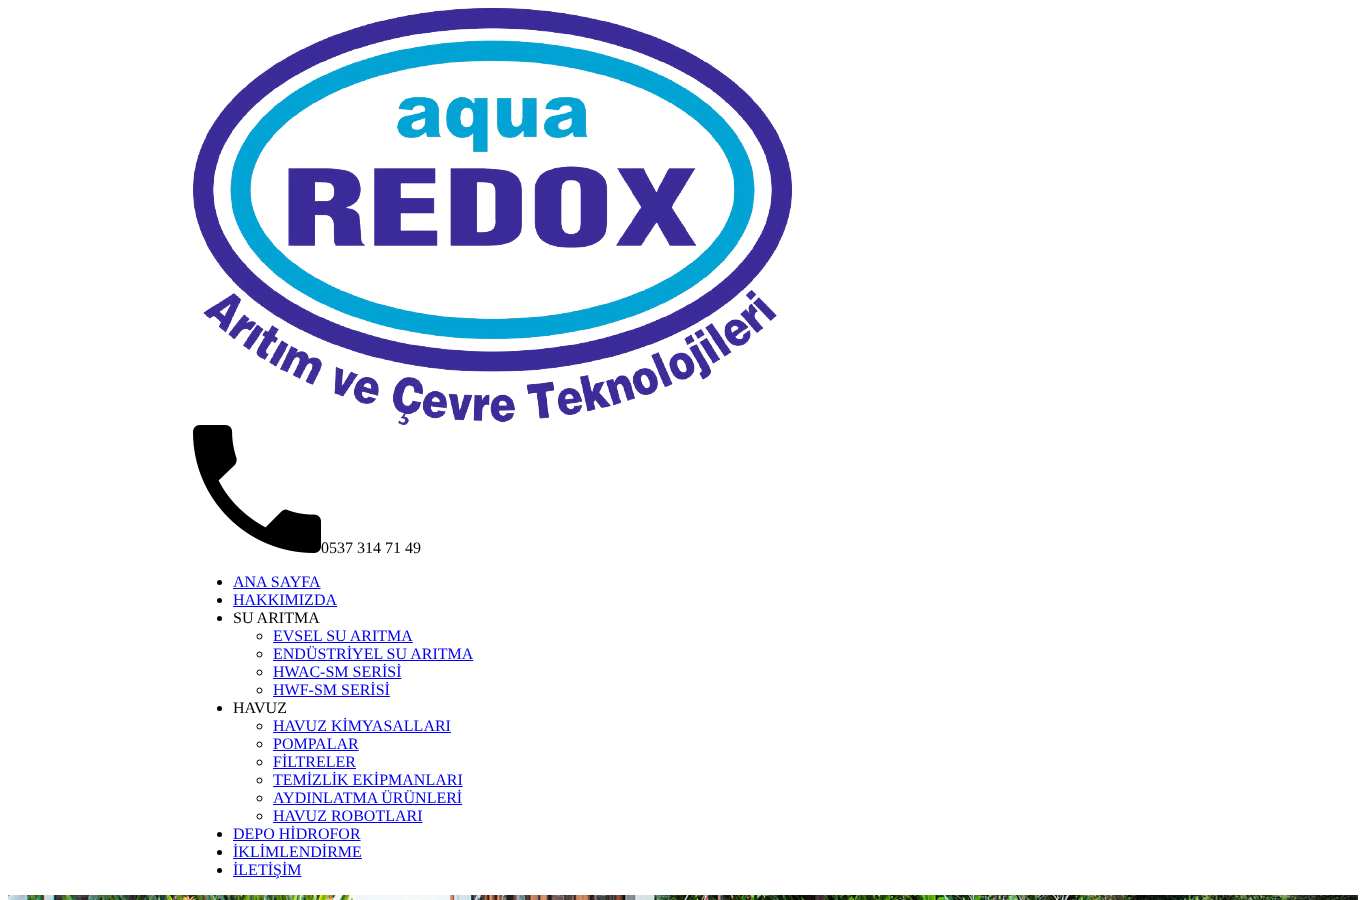 aqua
REDOX
Arıtım ve Çevre Teknolojileri
0537 314 71 49
ANA SAYFA
HAKKIMIZDA
SU ARITMA
EVSEL SU ARITMA
ENDÜSTRİYEL SU ARITMA
HWAC-SM SERİSİ
HWF-SM SERİSİ
HAVUZ
HAVUZ KİMYASALLARI
POMPALAR
FİLTRELER
TEMİZLİK EKİPMANLARI
AYDINLATMA ÜRÜNLERİ
HAVUZ ROBOTLARI
DEPO HİDROFOR
İKLİMLENDİRME
İLETİŞİM